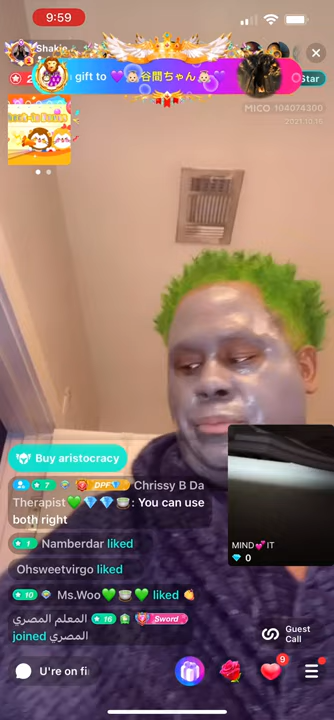 9:59
Shakie
gift to 💜👶🏻谷間ちゃん👶🏻
Star
MICO 104074300
2021.10.16
Buy aristocracy
7 DPF💎 Chrissy B Da
Therapist💚💎💎🍵: You can use
both right
1 Namberdar liked
Ohsweetvirgo liked
10 Ms.Woo💚🍵💚 liked
المعلم المصري 16 Sword
المصري joined
MIND💕IT
💎 0
Guest
Call
U're on fi
9